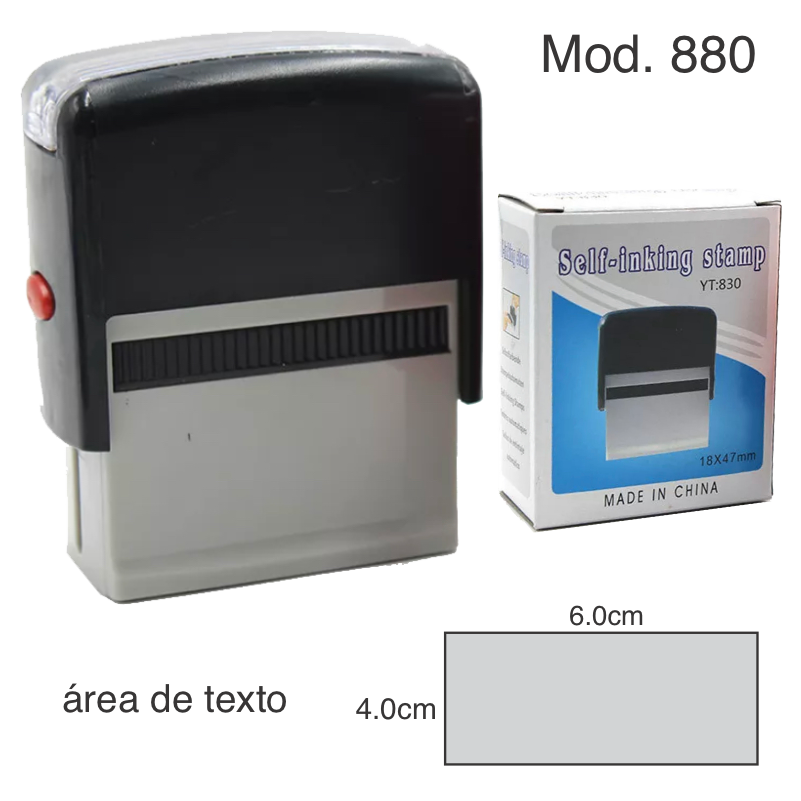 Mod. 880
Self-inking stamp
YT:830
18X47mm
MADE IN CHINA
6.0cm
área de texto
4.0cm